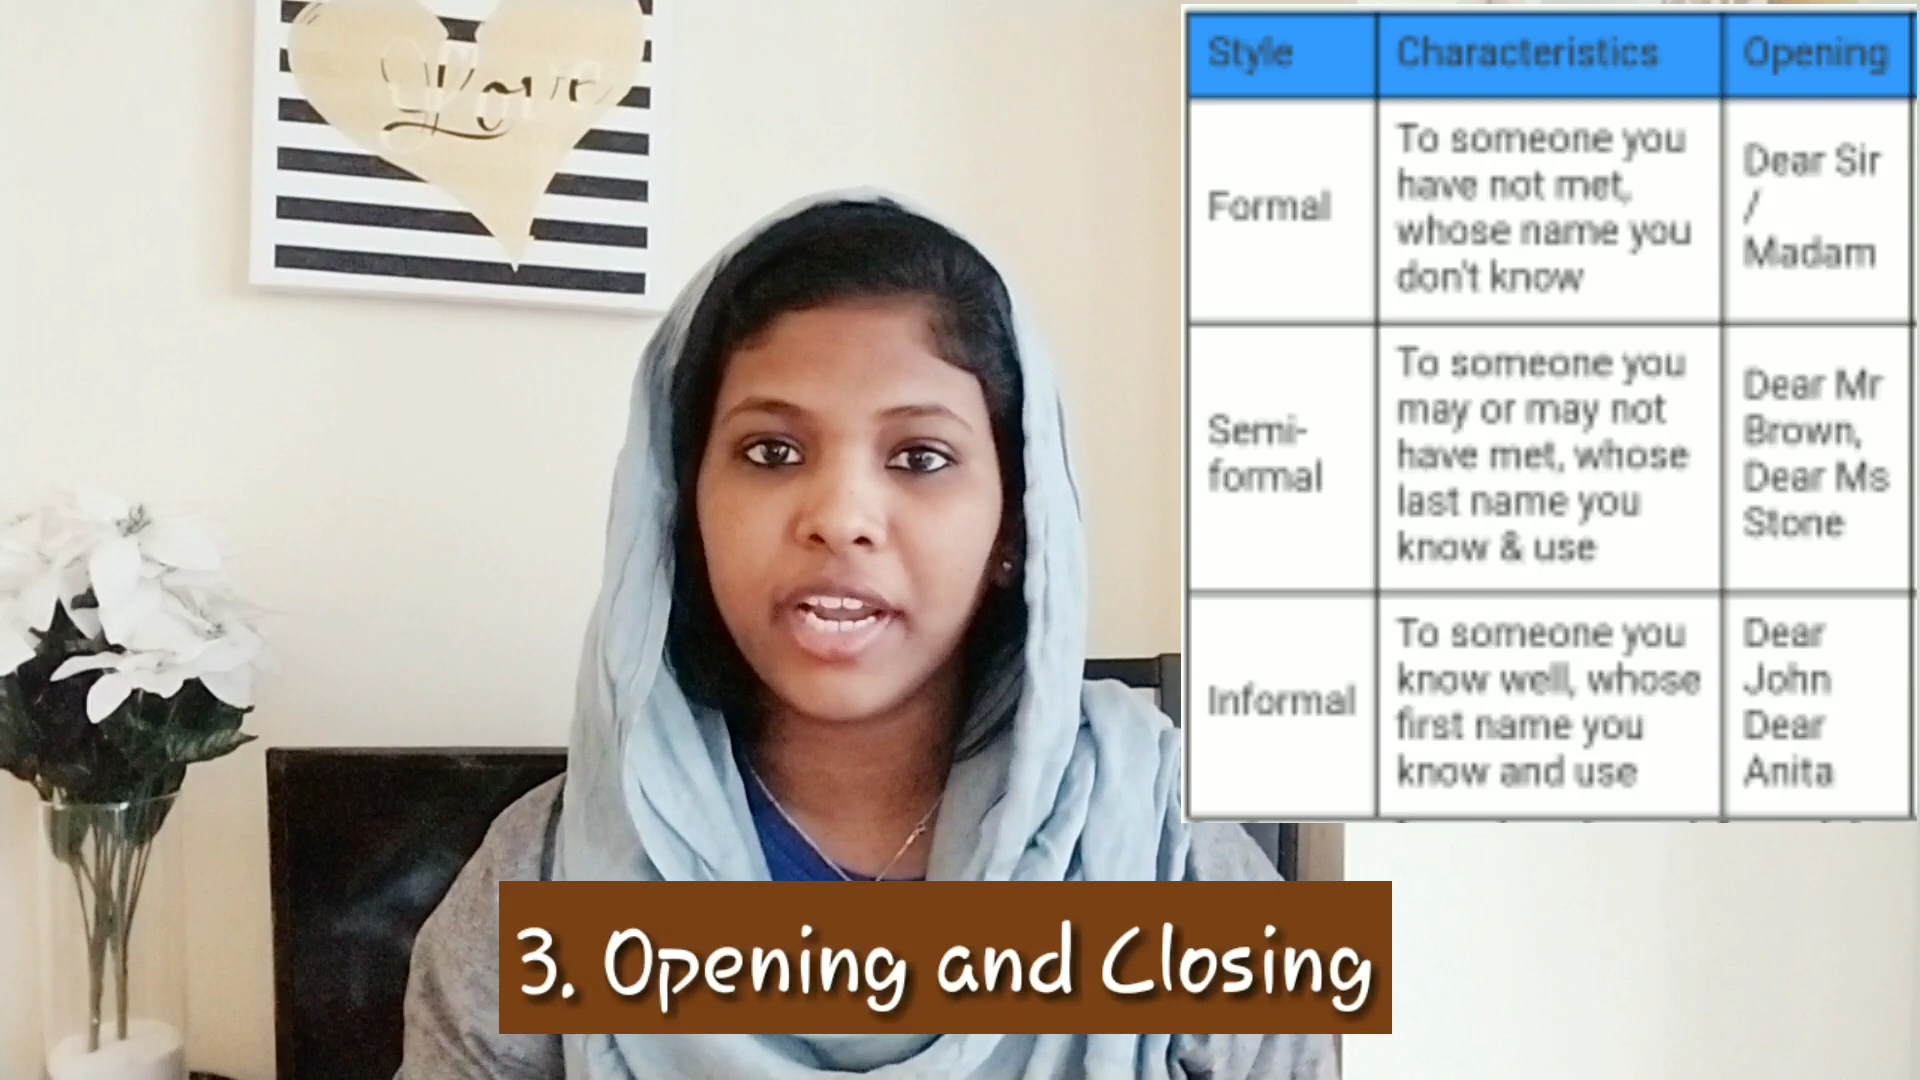 Love
Style Characteristics Opening
Formal
To someone you
have not met,
whose name you
don't know
Dear Sir
/
Madam
Semi-
formal
To someone you
may or may not
have met, whose
last name you
know & use
Dear Mr
Brown,
Dear Ms
Stone
Informal
To someone you
know well, whose
first name you
know and use
Dear
John
Dear
Anita
3. Opening and Closing